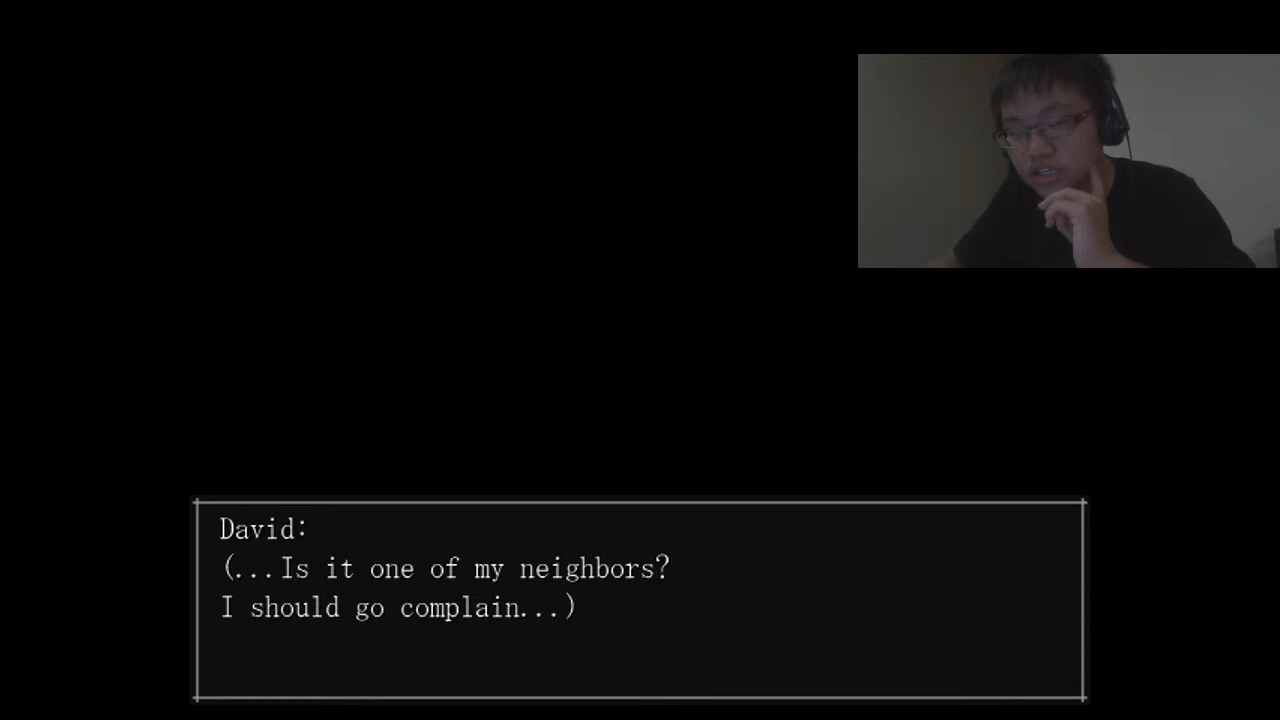 David:
(...Is it one of my neighbors?
I should go complain...)